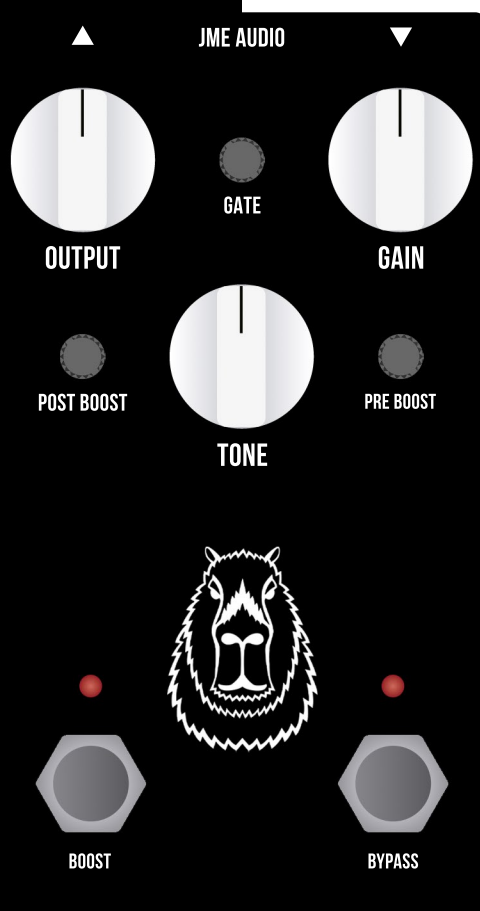 JME AUDIO
GATE
OUTPUT
GAIN
POST BOOST
PRE BOOST
TONE
BOOST
BYPASS